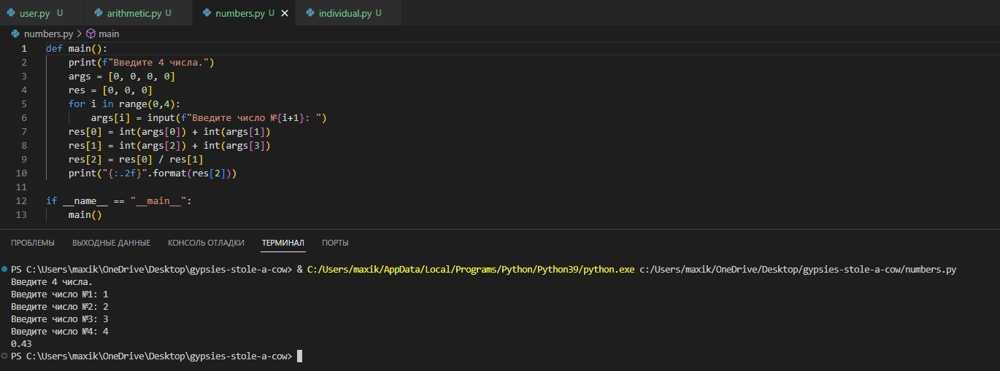 user.py U arithmetic.py U numbers.py U individual.py U
numbers.py > main
1 def main():
2 print(f"Введите 4 числа.")
3 args = [0, 0, 0, 0]
4 res = [0, 0, 0]
5 for i in range(0,4):
6 args[i] = input(f"Введите число №{i+1}: ")
7 res[0] = int(args[0]) + int(args[1])
8 res[1] = int(args[2]) + int(args[3])
9 res[2] = res[0] / res[1]
10 print("{:.2f}".format(res[2]))
11
12 if __name__ == "__main__":
13 main()
ПРОБЛЕМЫ ВЫХОДНЫЕ ДАННЫЕ КОНСОЛЬ ОТЛАДКИ ТЕРМИНАЛ ПОРТЫ
PS C:\Users\maxik\OneDrive\Desktop\gypsies-stole-a-cow> & C:/Users/maxik/AppData/Local/Programs/Python/Python39/python.exe c:/Users/maxik/OneDrive/Desktop/gypsies-stole-a-cow/numbers.py
Введите 4 числа.
Введите число №1: 1
Введите число №2: 2
Введите число №3: 3
Введите число №4: 4
0.43
PS C:\Users\maxik\OneDrive\Desktop\gypsies-stole-a-cow>